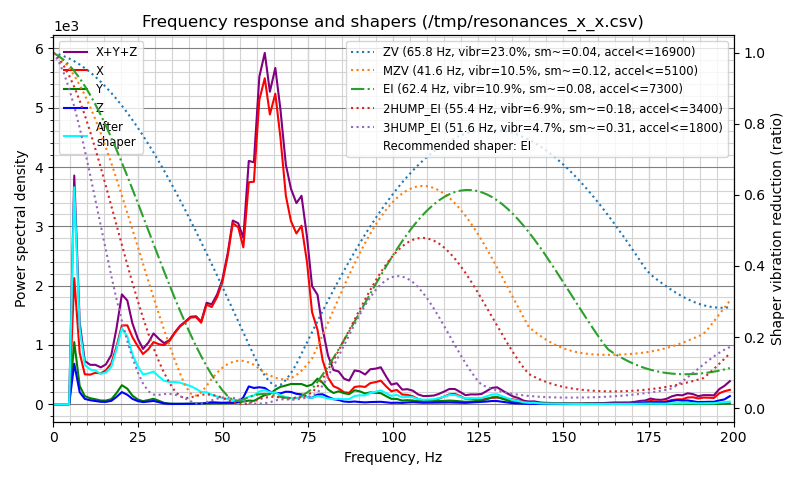 Frequency response and shapers (/tmp/resonances_x_x.csv)
1e3
X+Y+Z
X
Y
Z
After
shaper
ZV (65.8 Hz, vibr=23.0%, sm~=0.04, accel<=16900)
MZV (41.6 Hz, vibr=10.5%, sm~=0.12, accel<=5100)
EI (62.4 Hz, vibr=10.9%, sm~=0.08, accel<=7300)
2HUMP_EI (55.4 Hz, vibr=6.9%, sm~=0.18, accel<=3400)
3HUMP_EI (51.6 Hz, vibr=4.7%, sm~=0.31, accel<=1800)
Recommended shaper: EI
Power spectral density
6
5
4
3
2
1
0
1.0
0.8
0.6
0.4
0.2
0.0
Shaper vibration reduction (ratio)
0 25 50 75 100 125 150 175 200
Frequency, Hz